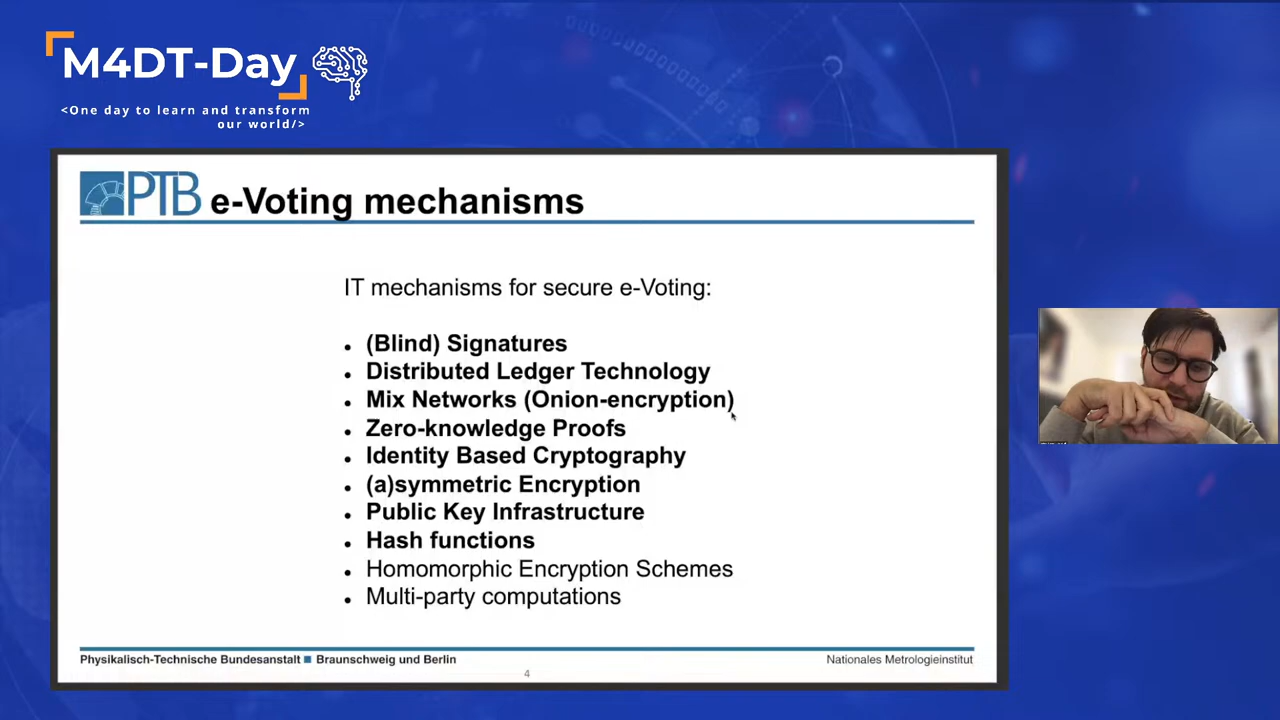 M4DT-Day
<One day to learn and transform
our world/>
PTB e-Voting mechanisms
IT mechanisms for secure e-Voting:
• (Blind) Signatures
• Distributed Ledger Technology
• Mix Networks (Onion-encryption)
• Zero-knowledge Proofs
• Identity Based Cryptography
• (a)symmetric Encryption
• Public Key Infrastructure
• Hash functions
• Homomorphic Encryption Schemes
• Multi-party computations
Physikalisch-Technische Bundesanstalt ■ Braunschweig und Berlin
Nationales Metrologieinstitut
4